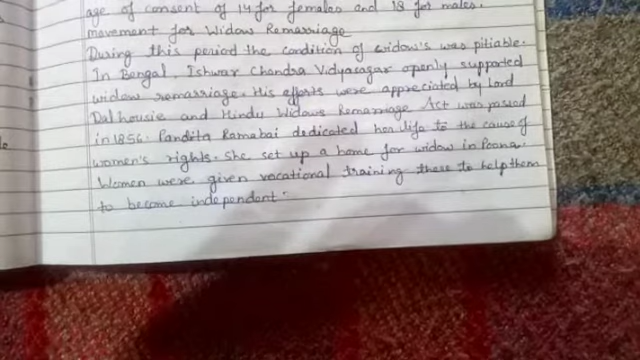 age of consent of 14 for females and 18 for males.
movement for Widows Remarriage
During this period the condition of widow's was pitiable.
In Bengal, Ishwar Chandra Vidyasagar openly supported
widow remarriage. His efforts were appreciated by Lord
Dalhousie and Hindu Widows Remarriage Act was passed
in 1856. Pandita Ramabai dedicated her life to the cause of
women's rights. She set up a home for widow in Poona.
Women were given vocational training there to help them
to become independent.